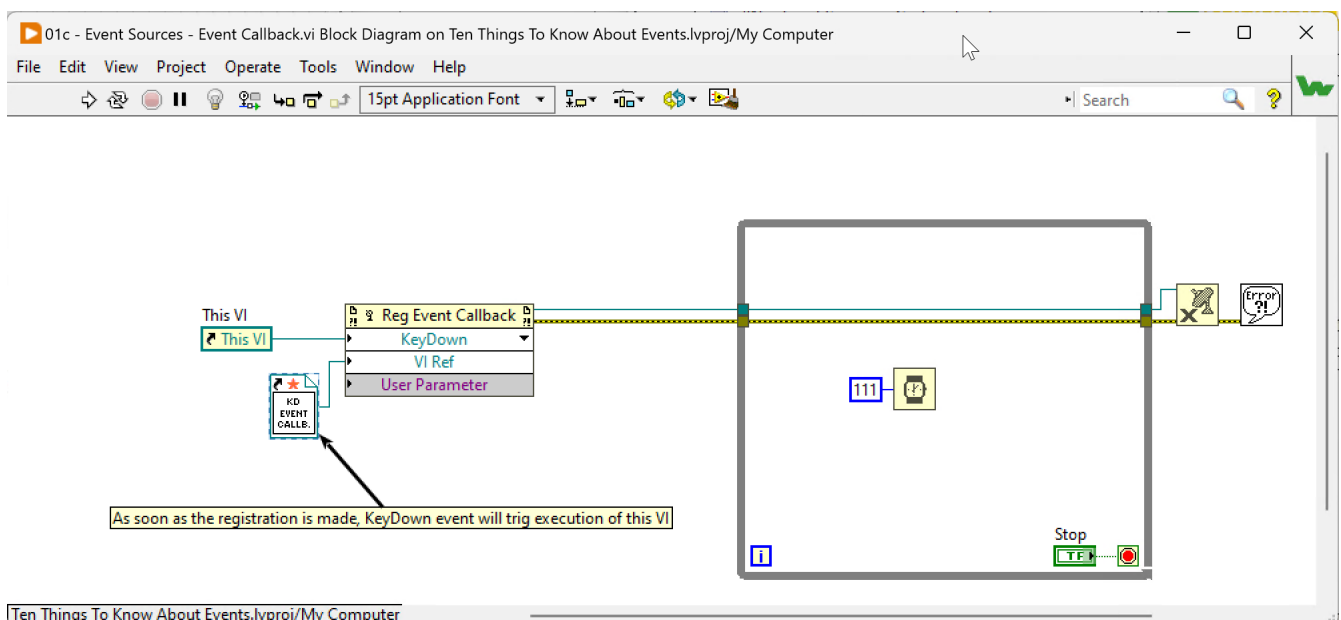 01c - Event Sources - Event Callback.vi Block Diagram on Ten Things To Know About Events.lvproj/My Computer
File Edit View Project Operate Tools Window Help
15pt Application Font
Search
This VI
This VI
Reg Event Callback
KeyDown
VI Ref
User Parameter
KD
EVENT
CALLB.
As soon as the registration is made, KeyDown event will trig execution of this VI
111
i
Stop
TF
Error
?!
Ten Things To Know About Events.lvproj/My Computer